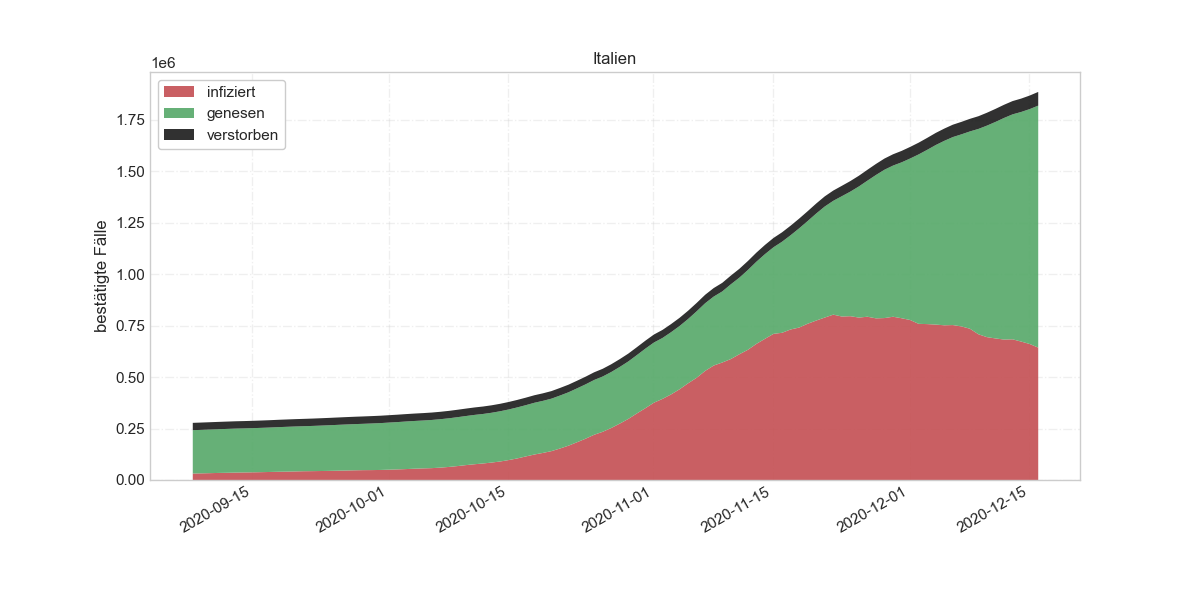 Italien
1e6
infiziert
genesen
verstorben
bestätigte Fälle
1.75
1.50
1.25
1.00
0.75
0.50
0.25
0.00
2020-09-15
2020-10-01
2020-10-15
2020-11-01
2020-11-15
2020-12-01
2020-12-15